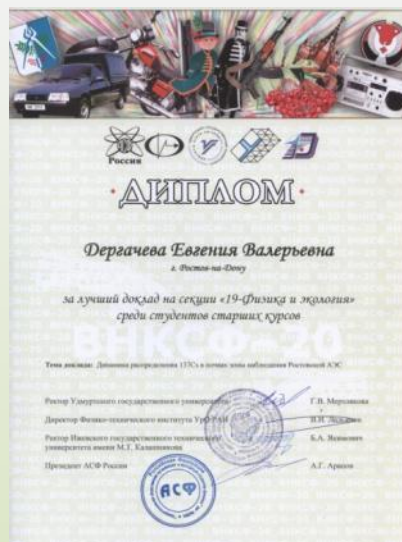 Россия
ДИПЛОМ
Дергачева Евгения Валерьевна
г. Ростов-на-Дону
за лучший доклад на секции «19-Физика и экология»
среди студентов старших курсов
ВНКСФ–20
Тема доклада: Динамика распределения 137Cs в почвах зоны наблюдения Ростовской АЭС
Ректор Удмуртского государственного университета Г.В. Мерзлякова
Директор Физико-технического института УрО РАН
Ректор Ижевского государственного технического Б.А. Якимович
университета имени М.Т. Калашникова
Президент АСФ России А.Г. Арапов
АСФ